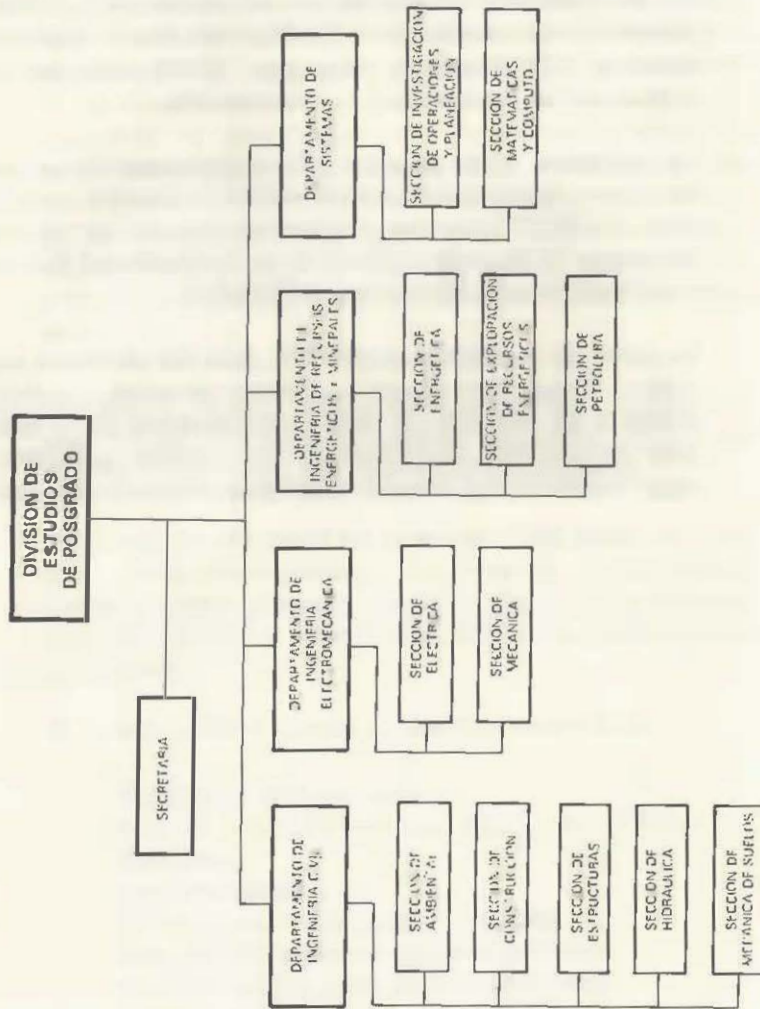 DIVISION DE
ESTUDIOS
DE POSGRADO
SECRETARIA
DEPARTAMENTO DE
INGENIERIA CIVIL
SECCION DE
AMBIENTAL
SECCION DE
CONSTRUCCION
SECCION DE
ESTRUCTURAS
SECCION DE
HIDRAULICA
SECCION DE
MECANICA DE SUELOS
DEPARTAMENTO DE
INGENIERIA
ELECTROMECANICA
SECCION DE
ELECTRICA
SECCION DE
MECANICA
DEPARTAMENTO DE
INGENIERIA DE RECURSOS
ENERGETICOS Y MINERALES
SECCION DE
ENERGETICA
SECCION DE EXPLORACION
DE RECURSOS
ENERGETICOS
SECCION DE
PETROLERA
DEPARTAMENTO DE
SISTEMAS
SECCION DE INVESTIGACION
DE OPERACIONES
Y PLANEACION
SECCION DE
MATEMATICAS
Y COMPUTO